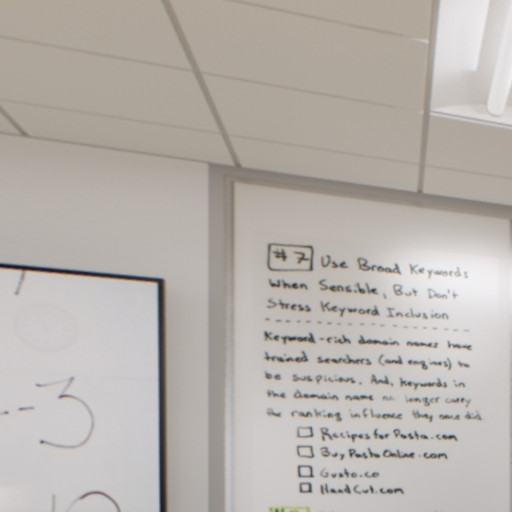 #7 Use Broad Keywords
When Sensible, But Don't
Stress Keyword Inclusion
Keyword-rich domain names have
trained searchers (and engines) to
be suspicious. And, keywords in
the domain name no longer carry
the ranking influence they once did.
RecipesforPasta.com
BuyPastaOnline.com
Gusto.co
HandCut.com
-3